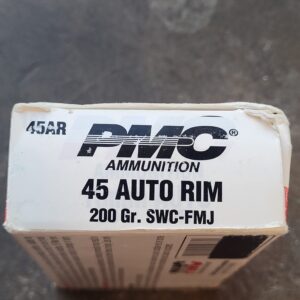 45AR
PMC®
AMMUNITION
45 AUTO RIM
200 Gr. SWC-FMJ